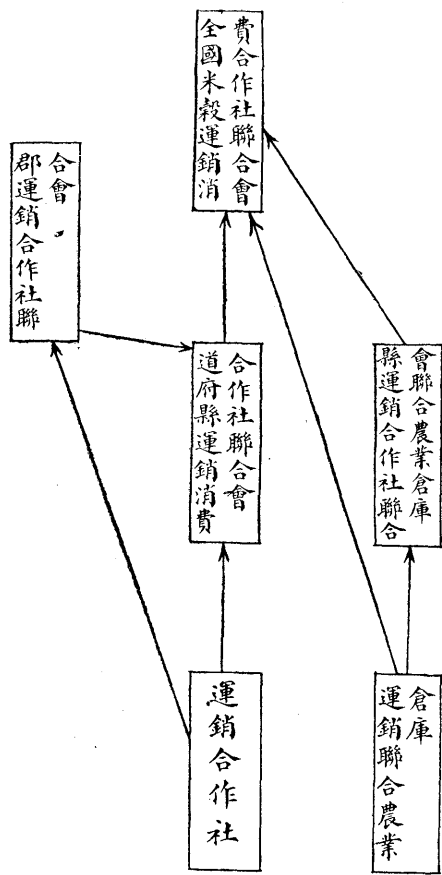 全國米穀運銷消
費合作社聯合會
郡運銷合作社聯
合會
道府縣運銷消費
合作社聯合會
縣運銷合作社聯合
會聯合農業倉庫
運銷合作社
運銷聯合農業
倉庫